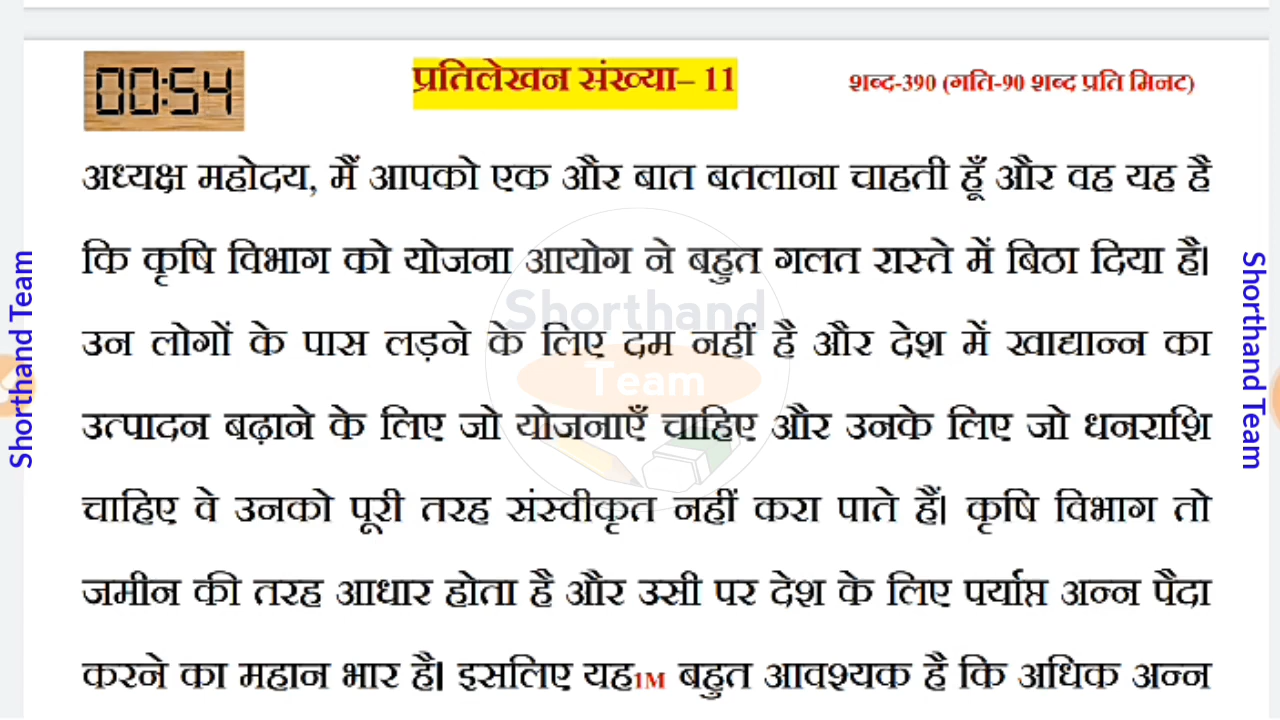 00:54
प्रतिलेखन संख्या– 11
शब्द-390 (गति-90 शब्द प्रति मिनट)
अध्यक्ष महोदय, मैं आपको एक और बात बतलाना चाहती हूँ और वह यह है
कि कृषि विभाग को योजना आयोग ने बहुत गलत रास्ते में बिठा दिया है।
उन लोगों के पास लड़ने के लिए दम नहीं है और देश में खाद्यान्न का
उत्पादन बढ़ाने के लिए जो योजनाएँ चाहिए और उनके लिए जो धनराशि
चाहिए वे उनको पूरी तरह संस्वीकृत नहीं करा पाते हैं। कृषि विभाग तो
जमीन की तरह आधार होता है और उसी पर देश के लिए पर्याप्त अन्न पैदा
करने का महान भार है। इसलिए यह1M बहुत आवश्यक है कि अधिक अन्न
Shorthand Team
Shorthand Team
Shorthand
Team